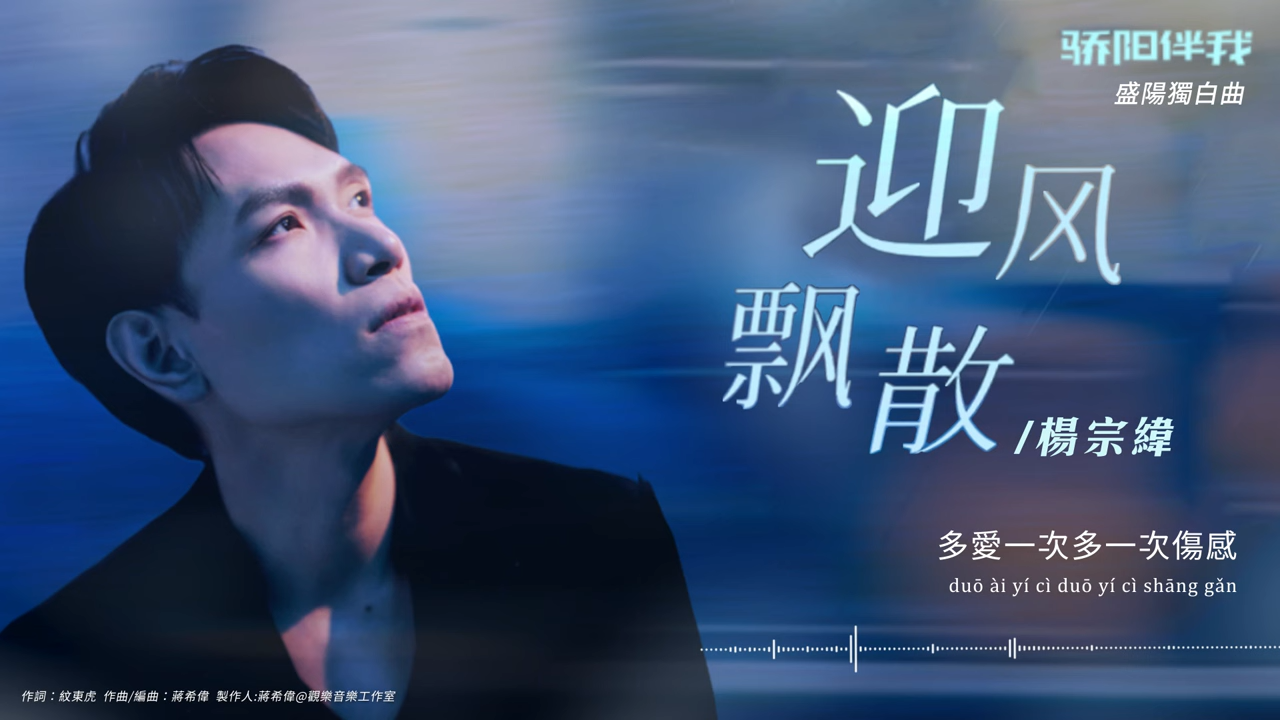 骄阳伴我
盛陽獨白曲
迎风
飘散
/楊宗緯
多愛一次多一次傷感
duō ài yí cì duō yí cì shāng gǎn
作詞：紋東虎 作曲/編曲：蔣希偉 製作人:蔣希偉@觀樂音樂工作室